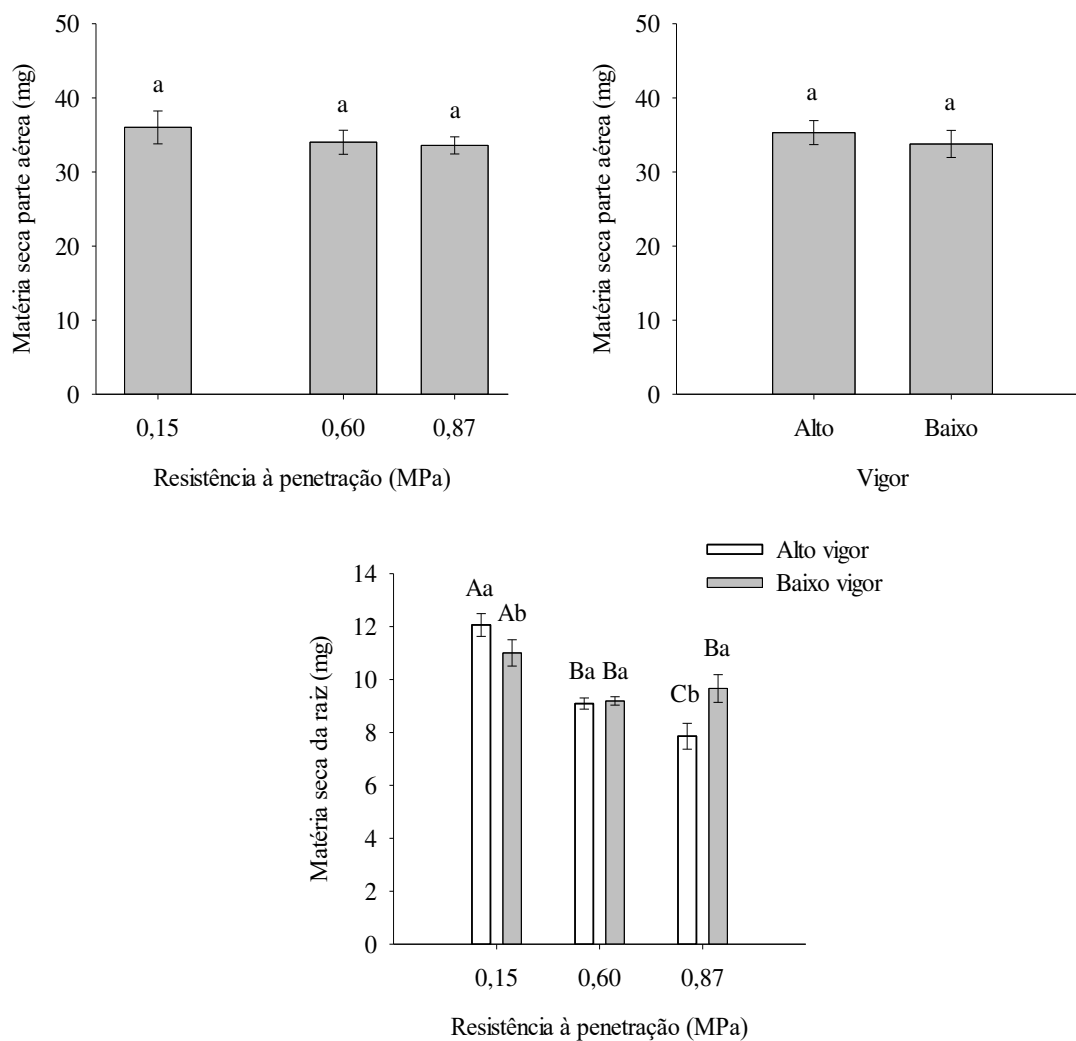 Matéria seca parte aérea (mg)
50
40
30
20
10
0
a
a
a
0,15
0,60
0,87
Resistência à penetração (MPa)
Matéria seca parte aérea (mg)
50
40
30
20
10
0
a
a
Alto
Baixo
Vigor
Alto vigor
Baixo vigor
Matéria seca da raiz (mg)
14
12
10
8
6
4
2
0
Aa
Ab
Ba
Ba
Cb
Ba
0,15
0,60
0,87
Resistência à penetração (MPa)